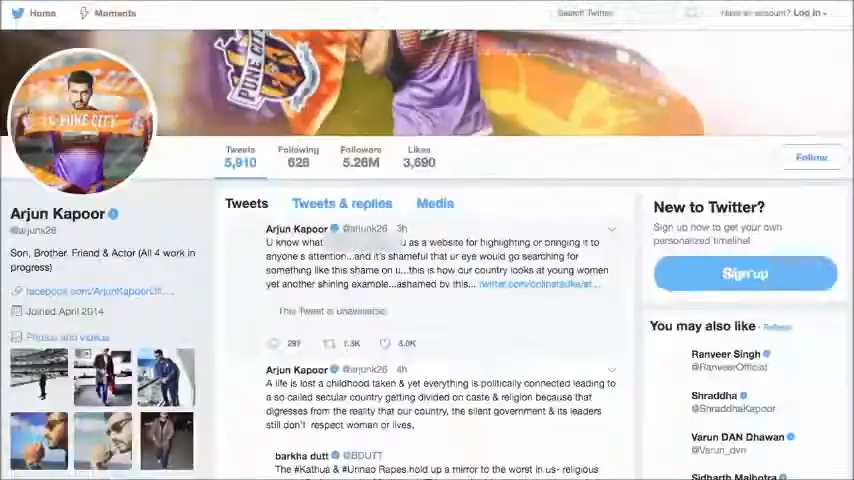 Home Moments Search Twitter Have an account? Log in
PUNE CITY
PUNE CITY
Tweets Following Followers Likes
5,910 628 5.26M 3,690
Follow
Arjun Kapoor
@arjunk26
Son, Brother, Friend & Actor (All 4 work in
progress)
facebook.com/ArjunKapoorOfi...
Joined April 2014
Photos and videos
Tweets Tweets & replies Media
Arjun Kapoor @arjunk26 3h
U know what u as a website for highlighting or bringing it to
anyone s attention...and it's shameful that ur eye would go searching for
something like this shame on u...this is how our country looks at young women
yet another shining example...ashamed by this...
This Tweet is unavailable.
297 1.3K 5.0K
Arjun Kapoor @arjunk26 4h
A life is lost a childhood taken & yet everything is politically connected leading to
a so called secular country getting divided on caste & religion because that
digresses from the reality that our country, the silent government & its leaders
still don't respect woman or lives.
barkha dutt @BDUTT
The #Kathua & #Unnao Rapes hold up a mirror to the worst in us- religious
New to Twitter?
Sign up now to get your own
personalized timeline!
Sign up
You may also like Refresh
Ranveer Singh
@RanveerOfficial
Shraddha
@ShraddhaKapoor
Varun DAN Dhawan
@Varun_dvn
Sidharth Malhotra